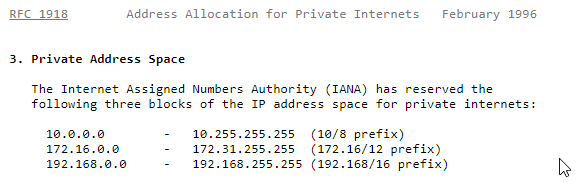 RFC 1918 Address Allocation for Private Internets February 1996
3. Private Address Space
The Internet Assigned Numbers Authority (IANA) has reserved the
following three blocks of the IP address space for private internets:
10.0.0.0 - 10.255.255.255 (10/8 prefix)
172.16.0.0 - 172.31.255.255 (172.16/12 prefix)
192.168.0.0 - 192.168.255.255 (192.168/16 prefix)